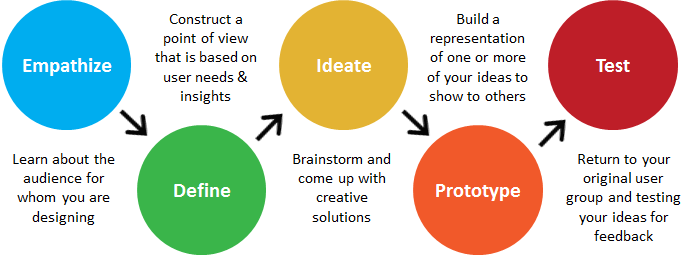 Empathize
Learn about the
audience for
whom you are
designing
Construct a
point of view
that is based on
user needs &
insights
Define
Ideate
Brainstorm and
come up with
creative
solutions
Build a
representation
of one or more
of your ideas to
show to others
Prototype
Test
Return to your
original user
group and testing
your ideas for
feedback